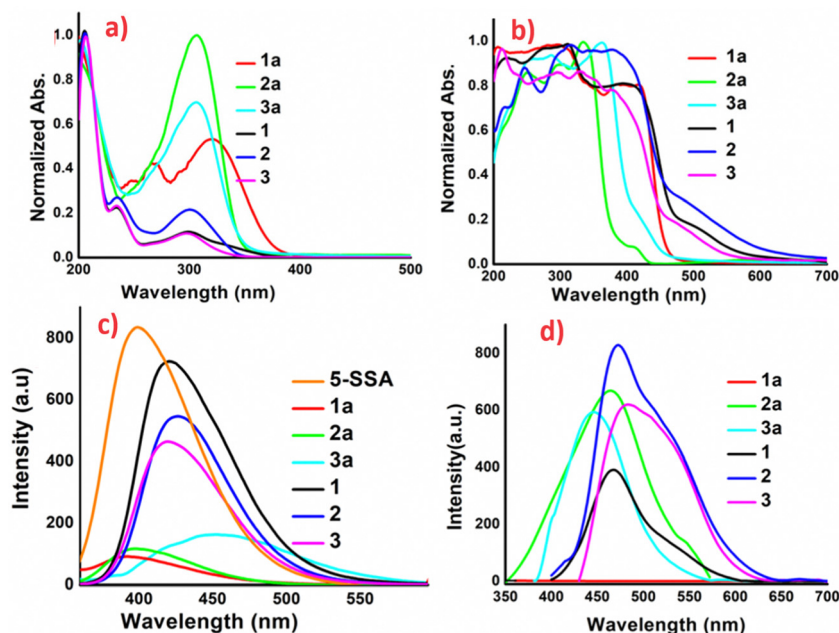 a)
Normalized Abs.
1.0
0.8
0.6
0.4
0.2
0.0
200
300
400
500
Wavelength (nm)
1a
2a
3a
1
2
3
b)
Normalized Abs.
1.0
0.8
0.6
0.4
0.2
0.0
200
300
400
500
600
700
Wavelength (nm)
1a
2a
3a
1
2
3
c)
Intensity (a.u)
800
600
400
200
0
400
450
500
550
Wavelength (nm)
5-SSA
1a
2a
3a
1
2
3
d)
Intensity(a.u.)
800
600
400
200
0
350
400
450
500
550
600
650
700
Wavelength (nm)
1a
2a
3a
1
2
3